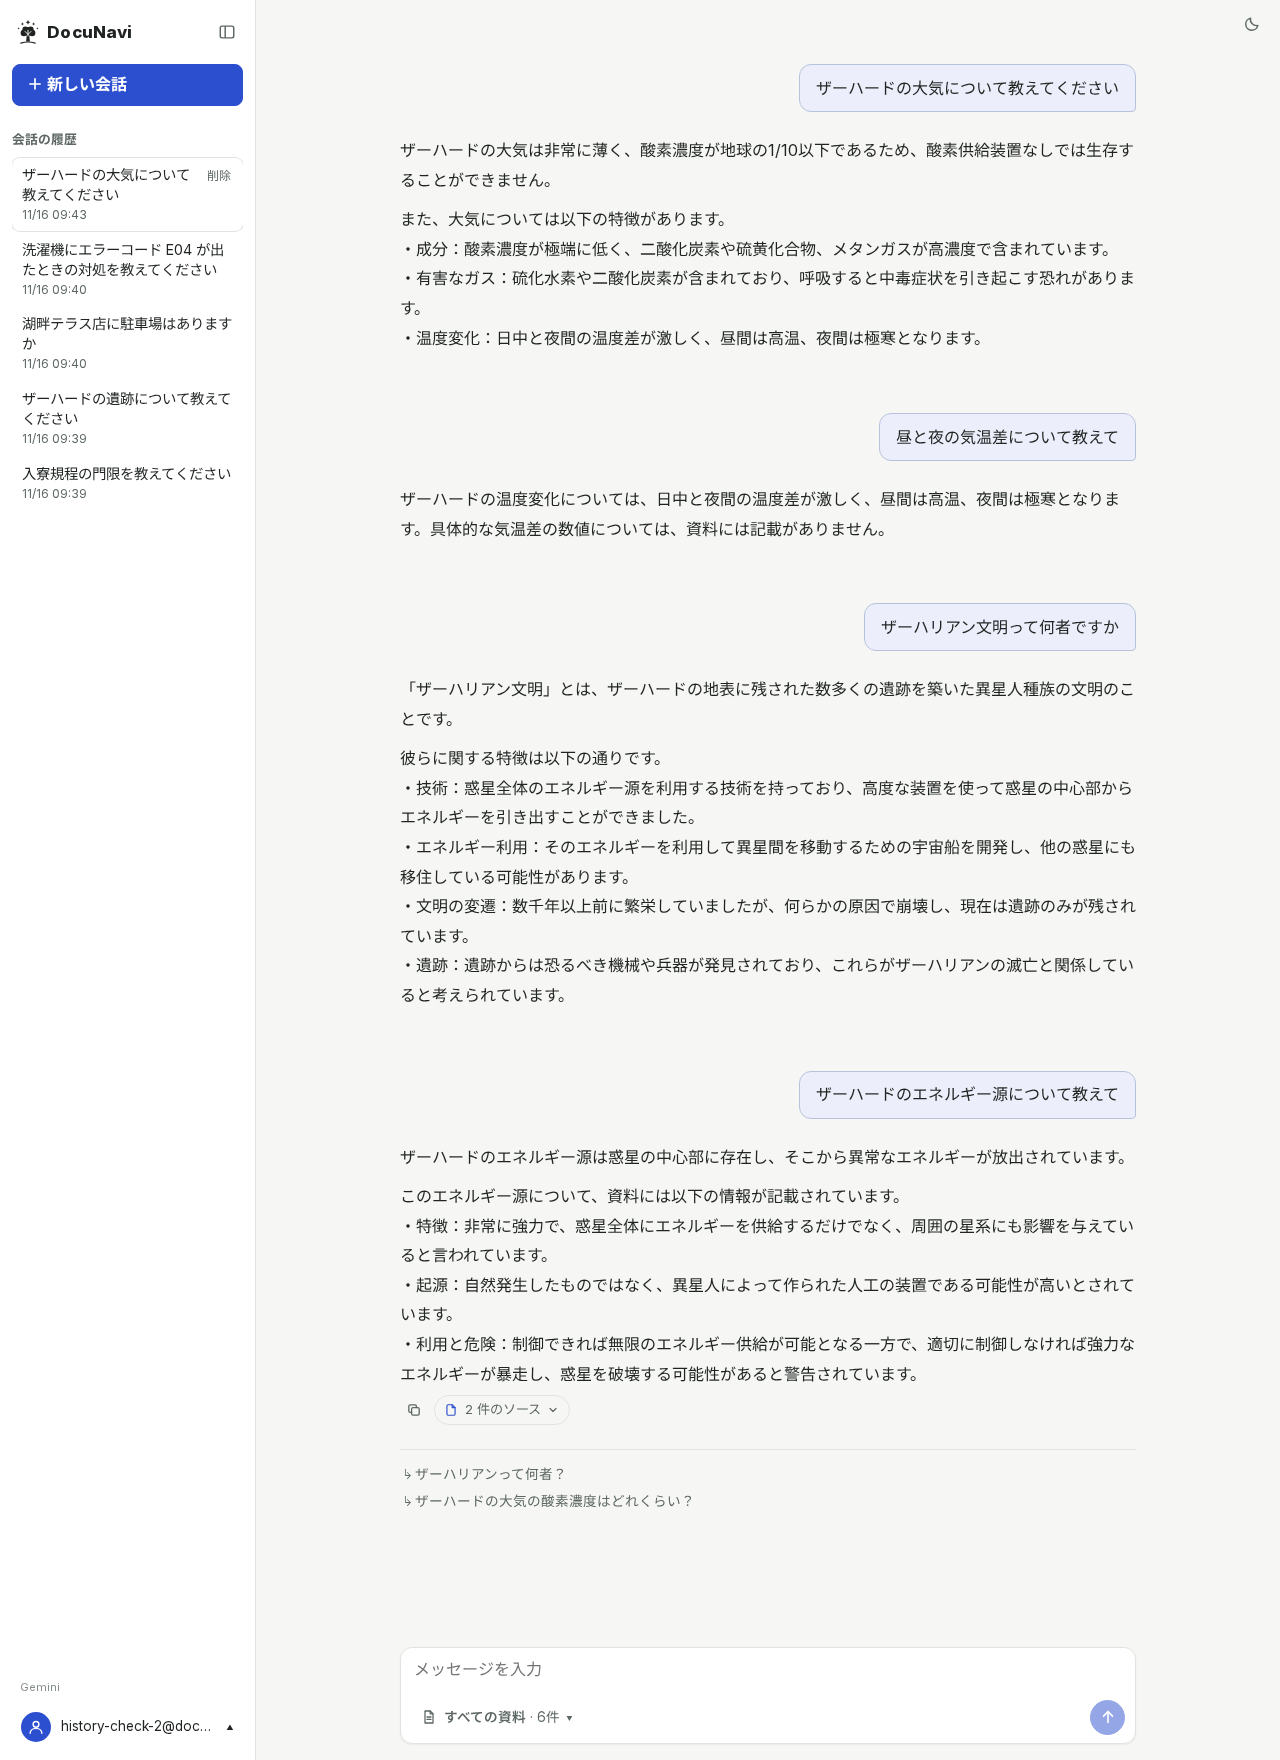 DocuNavi
新しい会話
会話の履歴
ザーハードの大気について
教えてください
削除
11/16 09:43
洗濯機にエラーコード E04 が出
たときの対処を教えてください
11/16 09:40
湖畔テラス店に駐車場はあります
か
11/16 09:40
ザーハードの遺跡について教えて
ください
11/16 09:39
入寮規程の門限を教えてください
11/16 09:39
Gemini
history-check-2@doc...
ザーハードの大気について教えてください
ザーハードの大気は非常に薄く、酸素濃度が地球の1/10以下であるため、酸素供給装置なしでは生存す
ることができません。
また、大気については以下の特徴があります。
・成分：酸素濃度が極端に低く、二酸化炭素や硫黄化合物、メタンガスが高濃度で含まれています。
・有害なガス：硫化水素や二酸化炭素が含まれており、呼吸すると中毒症状を引き起こす恐れがありま
す。
・温度変化：日中と夜間の温度差が激しく、昼間は高温、夜間は極寒となります。
昼と夜の気温差について教えて
ザーハードの温度変化については、日中と夜間の温度差が激しく、昼間は高温、夜間は極寒となりま
す。具体的な気温差の数値については、資料には記載がありません。
ザーハリアン文明って何者ですか
「ザーハリアン文明」とは、ザーハードの地表に残された数多くの遺跡を築いた異星人種族の文明のこ
とです。
彼らに関する特徴は以下の通りです。
・技術：惑星全体のエネルギー源を利用する技術を持っており、高度な装置を使って惑星の中心部から
エネルギーを引き出すことができました。
・エネルギー利用：そのエネルギーを利用して異星間を移動するための宇宙船を開発し、他の惑星にも
移住している可能性があります。
・文明の変遷：数千年以上前に繁栄していましたが、何らかの原因で崩壊し、現在は遺跡のみが残され
ています。
・遺跡：遺跡からは恐るべき機械や兵器が発見されており、これらがザーハリアンの滅亡と関係してい
ると考えられています。
ザーハードのエネルギー源について教えて
ザーハードのエネルギー源は惑星の中心部に存在し、そこから異常なエネルギーが放出されています。
このエネルギー源について、資料には以下の情報が記載されています。
・特徴：非常に強力で、惑星全体にエネルギーを供給するだけでなく、周囲の星系にも影響を与えてい
ると言われています。
・起源：自然発生したものではなく、異星人によって作られた人工の装置である可能性が高いとされて
います。
・利用と危険：制御できれば無限のエネルギー供給が可能となる一方で、適切に制御しなければ強力な
エネルギーが暴走し、惑星を破壊する可能性があると警告されています。
2 件のソース
↳ザーハリアンって何者？
↳ザーハードの大気の酸素濃度はどれくらい？
メッセージを入力
すべての資料 · 6件 ▾